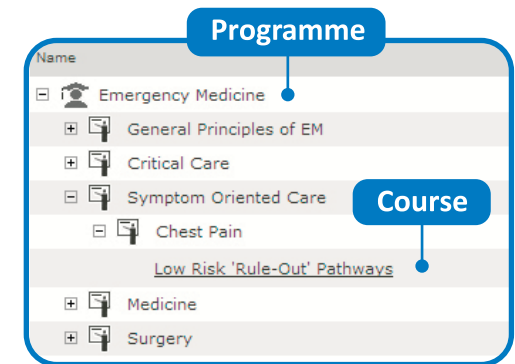 Programme
Name
Emergency Medicine
General Principles of EM
Critical Care
Symptom Oriented Care
Course
Chest Pain
Low Risk 'Rule-Out' Pathways
Medicine
Surgery